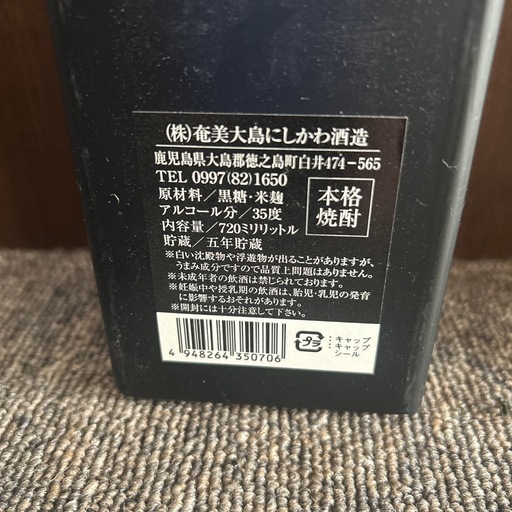 (株)奄美大島にしかわ酒造
鹿児島県大島郡徳之島町白井474-565
TEL 0997(82)1650
原材料/黒糖・米麹
アルコール分/35度
内容量/720ミリリットル
貯蔵/五年貯蔵
本格
焼酎
※白い沈殿物や浮遊物が出ることがありますが、
うまみ成分ですので品質上問題はありません。
※未成年者の飲酒は禁じられております。
※妊娠中や授乳期の飲酒は、胎児・乳児の発育
に影響するおそれがあります。
※開封には十分注意して下さい。
4 948264 350706
プラ
:キャップ
:キャップ
シール